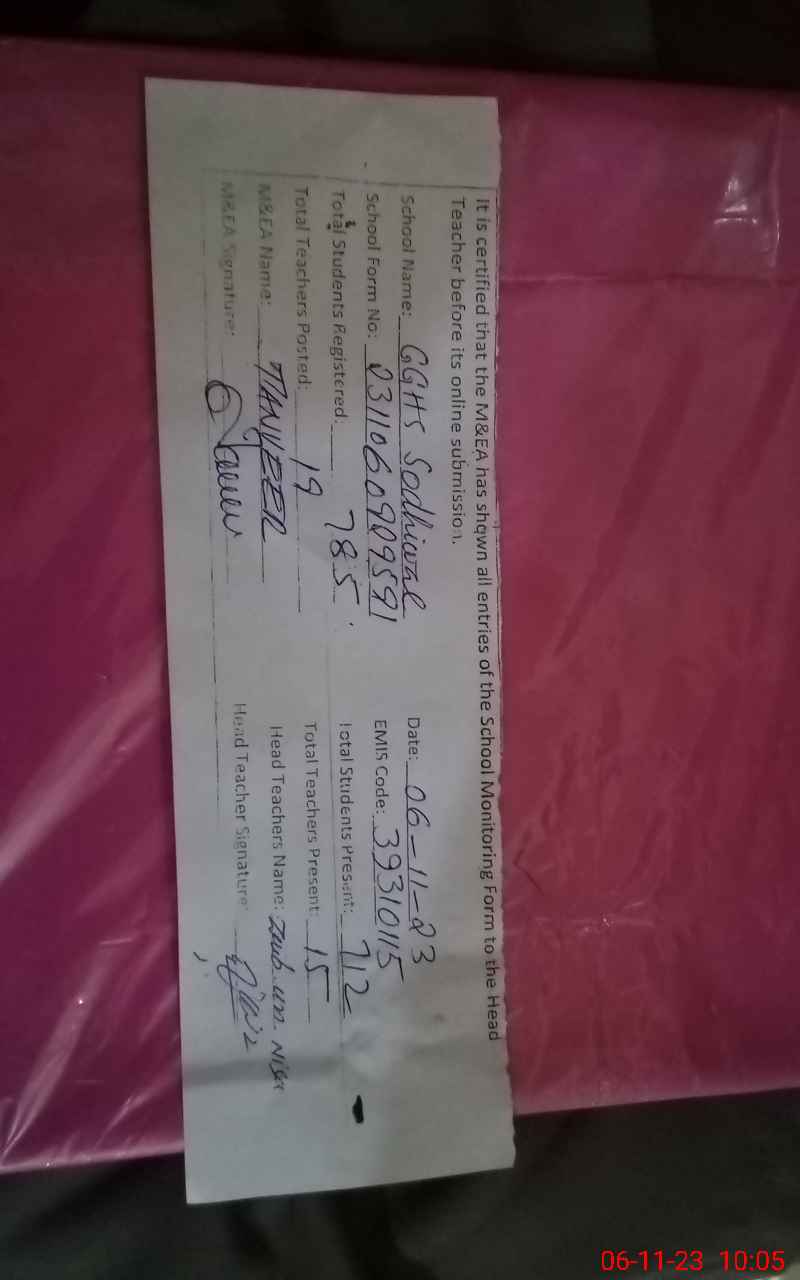 It is certified that the M&EA has shown all entries of the School Monitoring Form to the Head
Teacher before its online submission.
School Name: GGHS Sodhiwal Date: 06-11-23
School Form No: 0311060909591 EMIS Code: 39310115
Total Students Registered: 785 Total Students Present: 712
Total Teachers Posted: 19 Total Teachers Present: 15
M&EA Name: TANVEER Head Teachers Name: Zeub.un.Nisa
M&EA Signature: Head Teacher Signature:
06-11-23 10:05